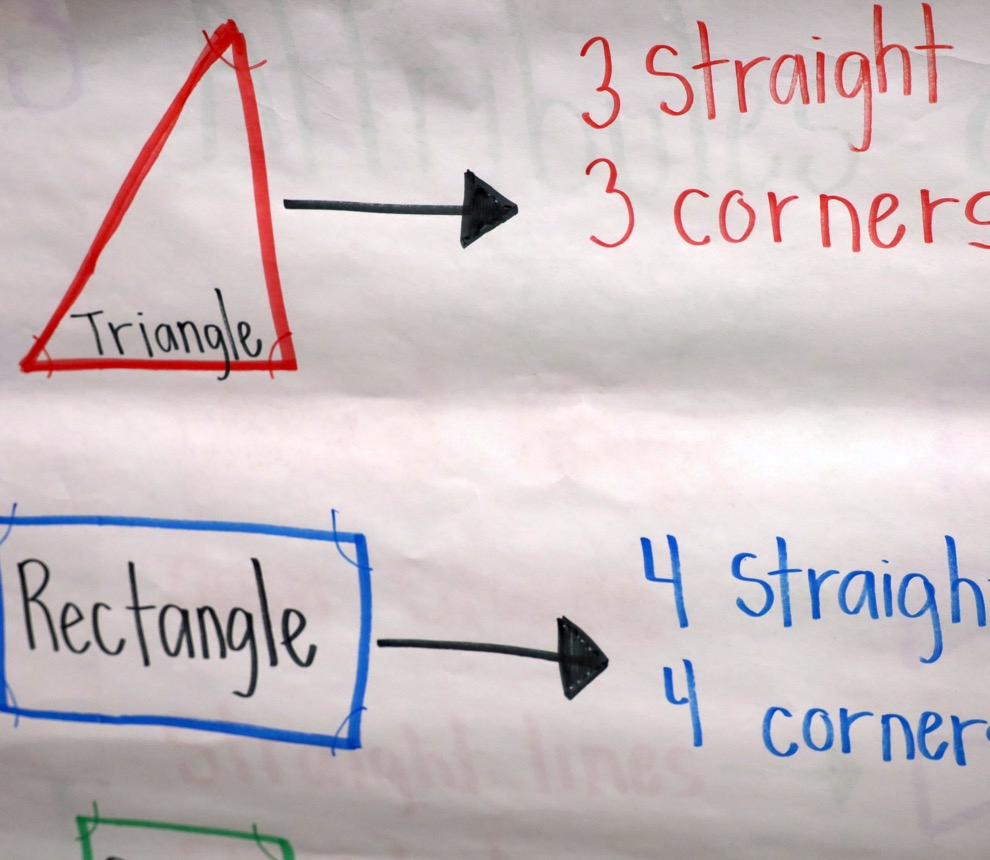 3 straight
3 corners
Triangle
Rectangle
4 straigh
4 corner